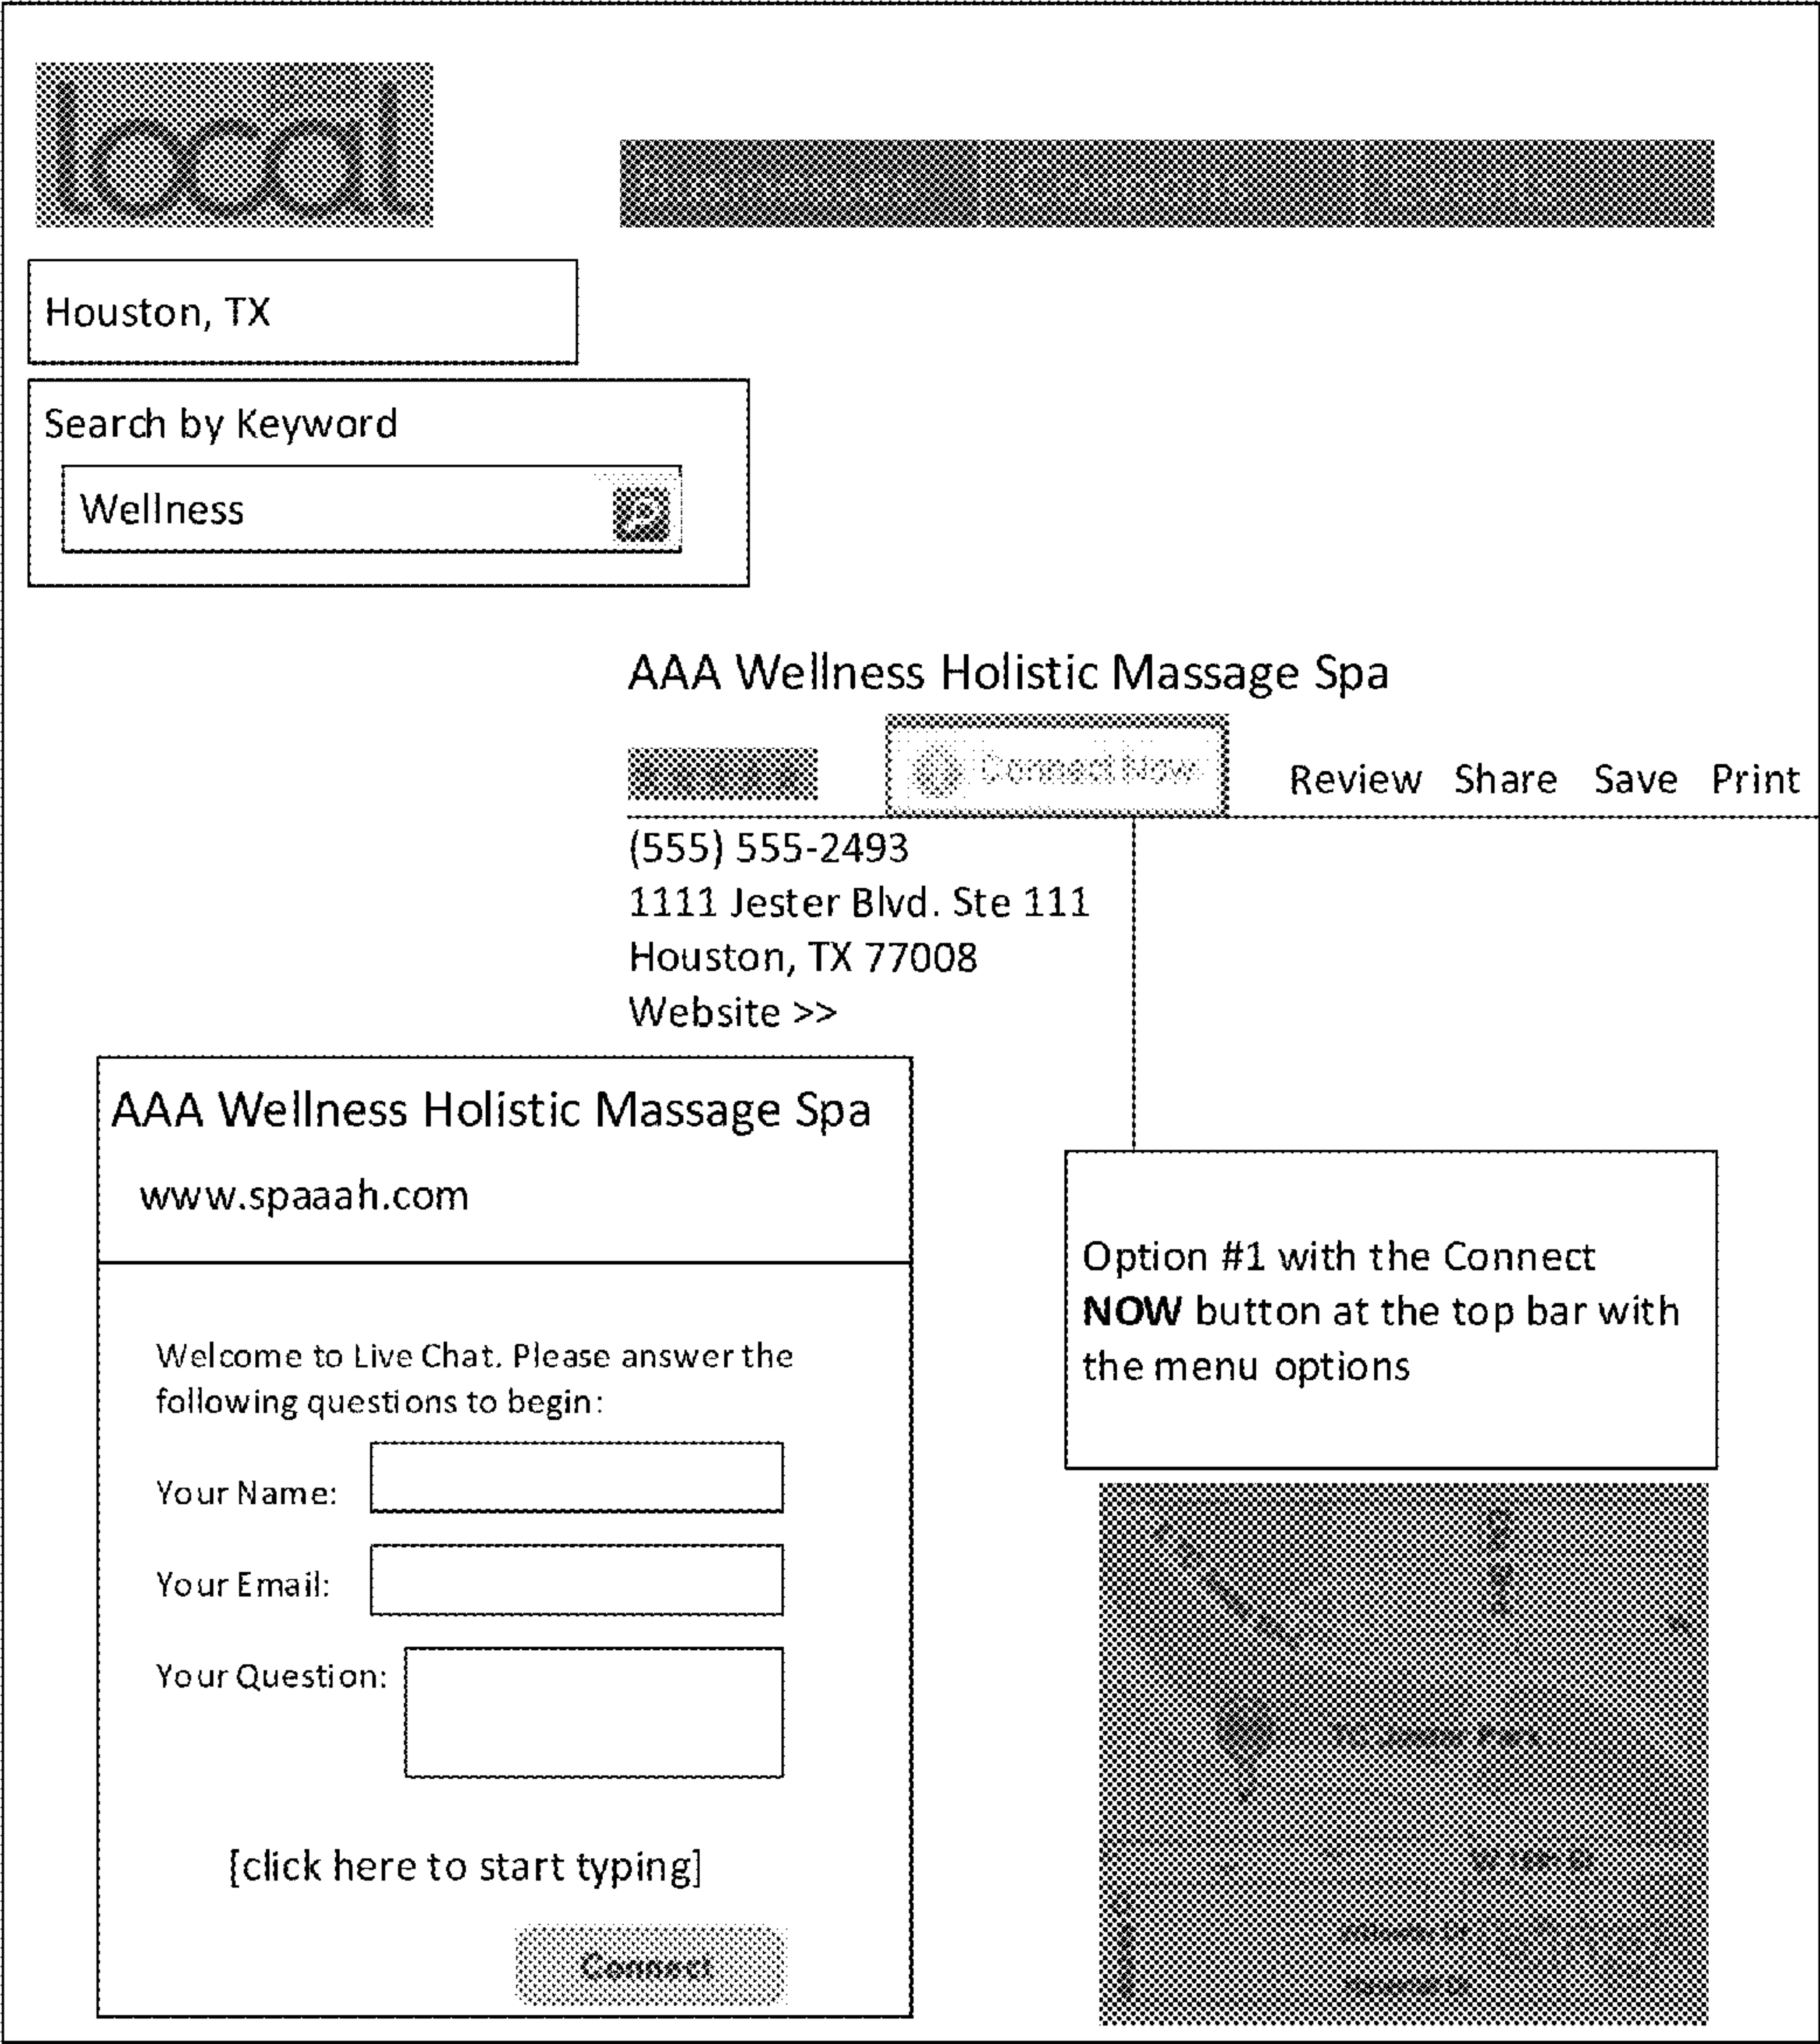 local
Houston, TX
Search by Keyword
Wellness
AAA Wellness Holistic Massage Spa
Connect Now
Review Share Save Print
(555) 555-2493
1111 Jester Blvd. Ste 111
Houston, TX 77008
Website >>
AAA Wellness Holistic Massage Spa
www.spaaah.com
Welcome to Live Chat. Please answer the
following questions to begin:
Your Name:
Your Email:
Your Question:
[click here to start typing]
Connect
Option #1 with the Connect
NOW button at the top bar with
the menu options